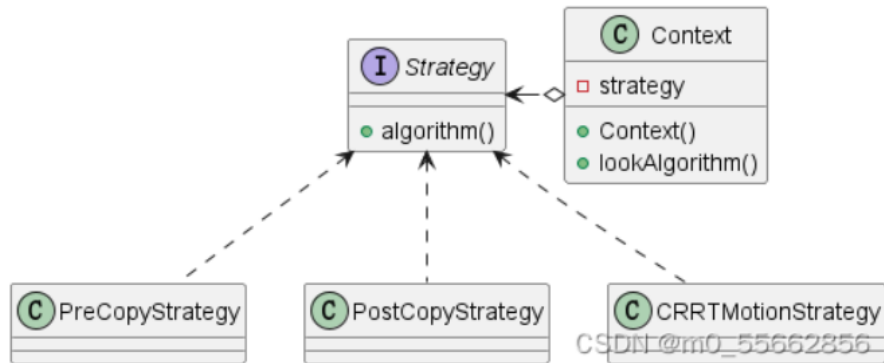 I Strategy
algorithm()
C Context
strategy
Context()
lookAlgorithm()
C PreCopyStrategy
C PostCopyStrategy
C CRRTMotionStrategy
CSDN @m0_55662856